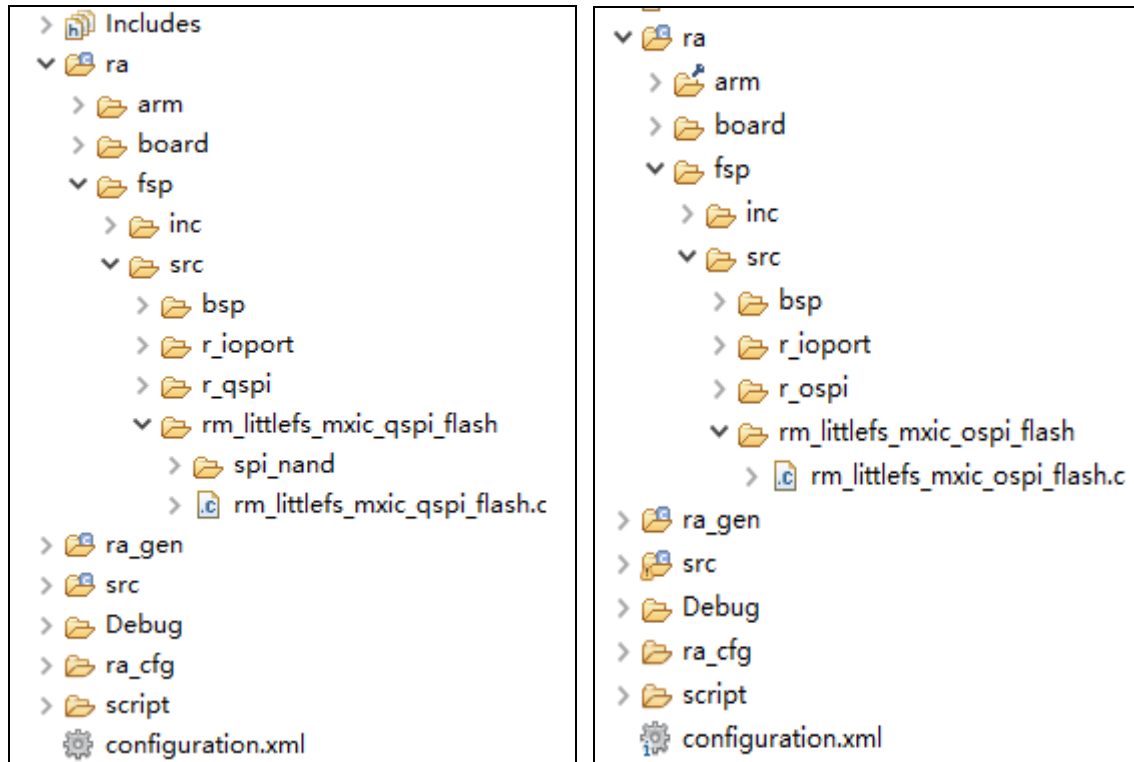 Includes
ra
arm
board
fsp
inc
src
bsp
r_ioport
r_qspi
rm_littlefs_mxic_qspi_flash
spi_nand
rm_littlefs_mxic_qspi_flash.c
ra_gen
src
Debug
ra_cfg
script
configuration.xml
ra
arm
board
fsp
inc
src
bsp
r_ioport
r_ospi
rm_littlefs_mxic_ospi_flash
rm_littlefs_mxic_ospi_flash.c
ra_gen
src
Debug
ra_cfg
script
configuration.xml